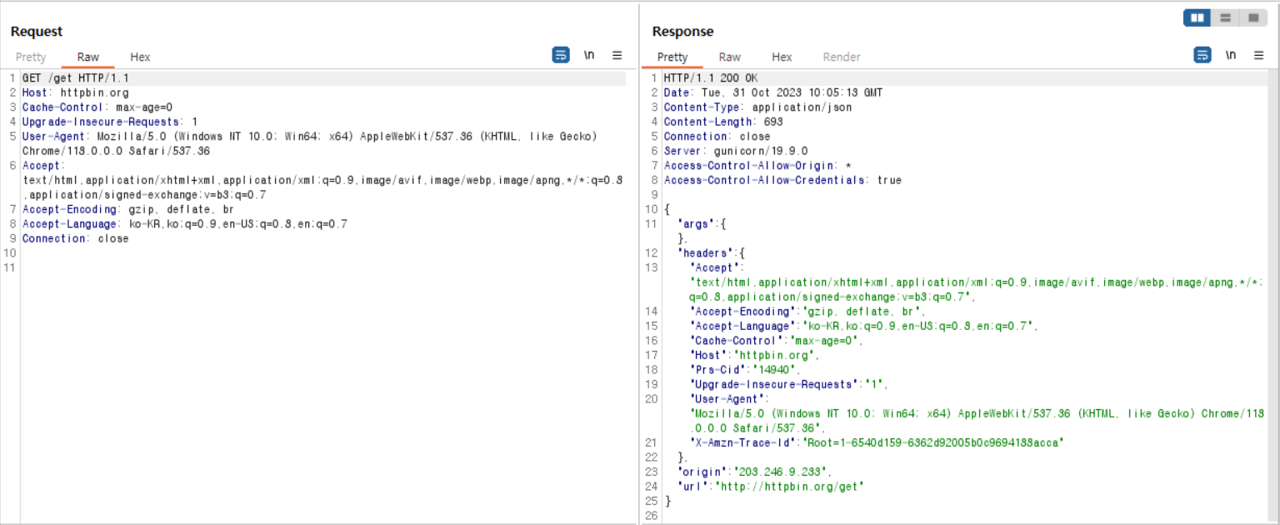 Request
Pretty Raw Hex \n
1 GET /get HTTP/1.1
2 Host: httpbin.org
3 Cache-Control: max-age=0
4 Upgrade-Insecure-Requests: 1
5 User-Agent: Mozilla/5.0 (Windows NT 10.0; Win64; x64) AppleWebKit/537.36 (KHTML, like Gecko)
Chrome/118.0.0.0 Safari/537.36
6 Accept:
text/html,application/xhtml+xml,application/xml;q=0.9,image/avif,image/webp,image/apng,*/*;q=0.8
,application/signed-exchange;v=b3;q=0.7
7 Accept-Encoding: gzip, deflate, br
8 Accept-Language: ko-KR,ko;q=0.9,en-US;q=0.8,en;q=0.7
9 Connection: close
10
11
Response
Pretty Raw Hex Render \n
1 HTTP/1.1 200 OK
2 Date: Tue, 31 Oct 2023 10:05:13 GMT
3 Content-Type: application/json
4 Content-Length: 693
5 Connection: close
6 Server: gunicorn/19.9.0
7 Access-Control-Allow-Origin: *
8 Access-Control-Allow-Credentials: true
9
10 {
11 "args":{
},
12 "headers":{
13 "Accept":
"text/html,application/xhtml+xml,application/xml;q=0.9,image/avif,image/webp,image/apng,*/*;
q=0.8,application/signed-exchange;v=b3;q=0.7",
14 "Accept-Encoding":"gzip, deflate, br",
15 "Accept-Language":"ko-KR,ko;q=0.9,en-US;q=0.8,en;q=0.7",
16 "Cache-Control":"max-age=0",
17 "Host":"httpbin.org",
18 "Prs-Cid":"14940",
19 "Upgrade-Insecure-Requests":"1",
20 "User-Agent":
"Mozilla/5.0 (Windows NT 10.0; Win64; x64) AppleWebKit/537.36 (KHTML, like Gecko) Chrome/118
.0.0.0 Safari/537.36",
21 "X-Amzn-Trace-Id":"Root=1-6540d159-6362d92005b0c9694183acca"
22 },
23 "origin":"203.246.9.233",
24 "url":"http://httpbin.org/get"
25 }
26